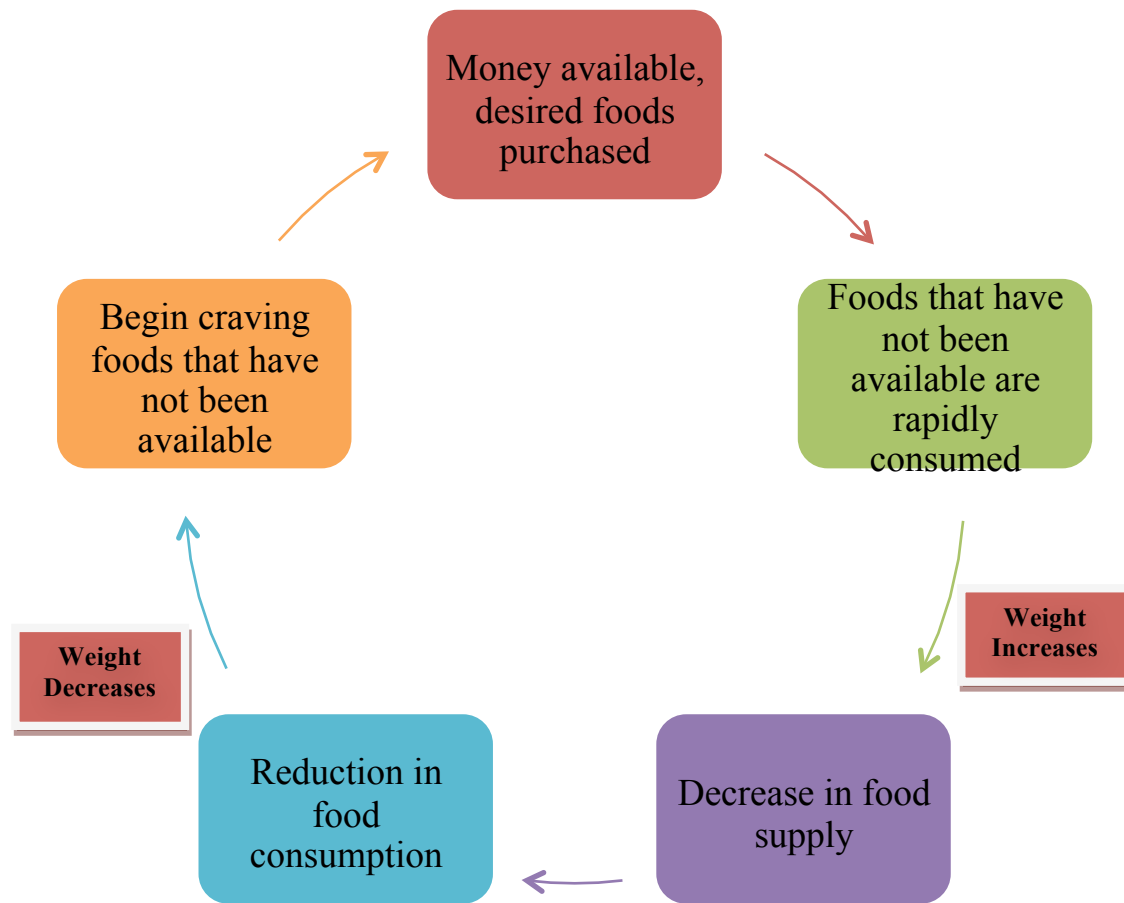 Money available,
desired foods
purchased
Foods that have
not been
available are
rapidly
consumed
Weight
Increases
Decrease in food
supply
Reduction in
food
consumption
Weight
Decreases
Begin craving
foods that have
not been
available